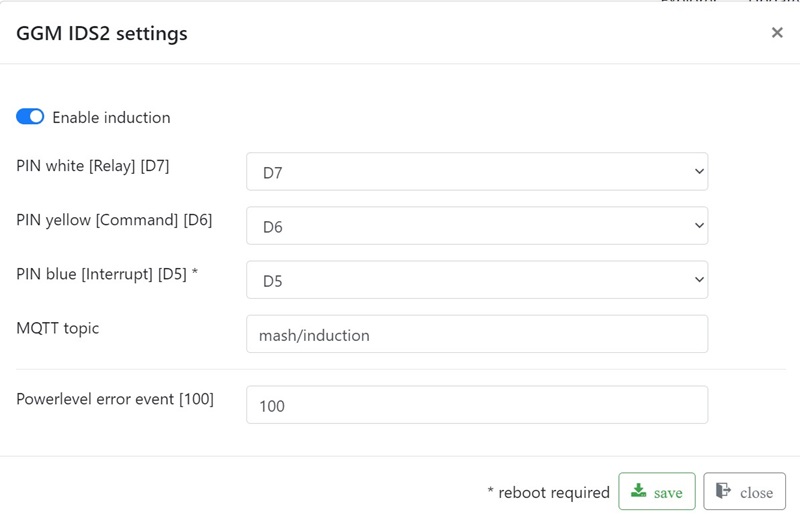 GGM IDS2 settings
×
Enable induction
PIN white [Relay] [D7]
D7
PIN yellow [Command] [D6]
D6
PIN blue [Interrupt] [D5] *
D5
MQTT topic
mash/induction
Powerlevel error event [100]
100
* reboot required
save
close